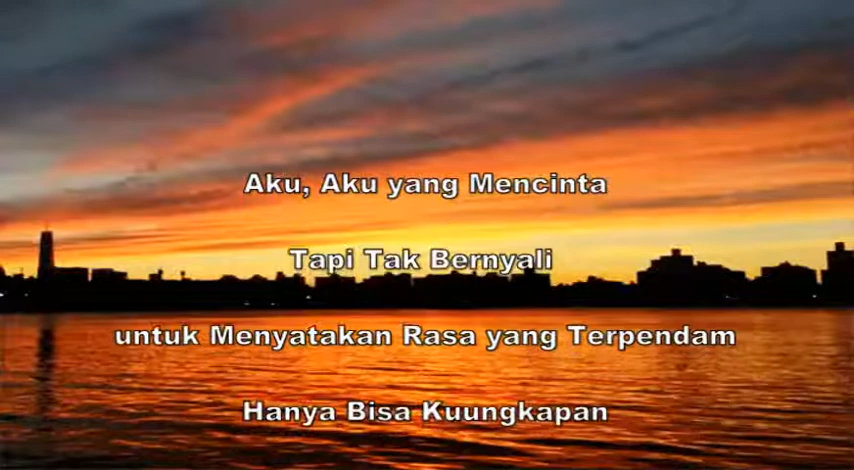 Aku, Aku yang Mencinta
Tapi Tak Bernyali
untuk Menyatakan Rasa yang Terpendam
Hanya Bisa Kuungkapan